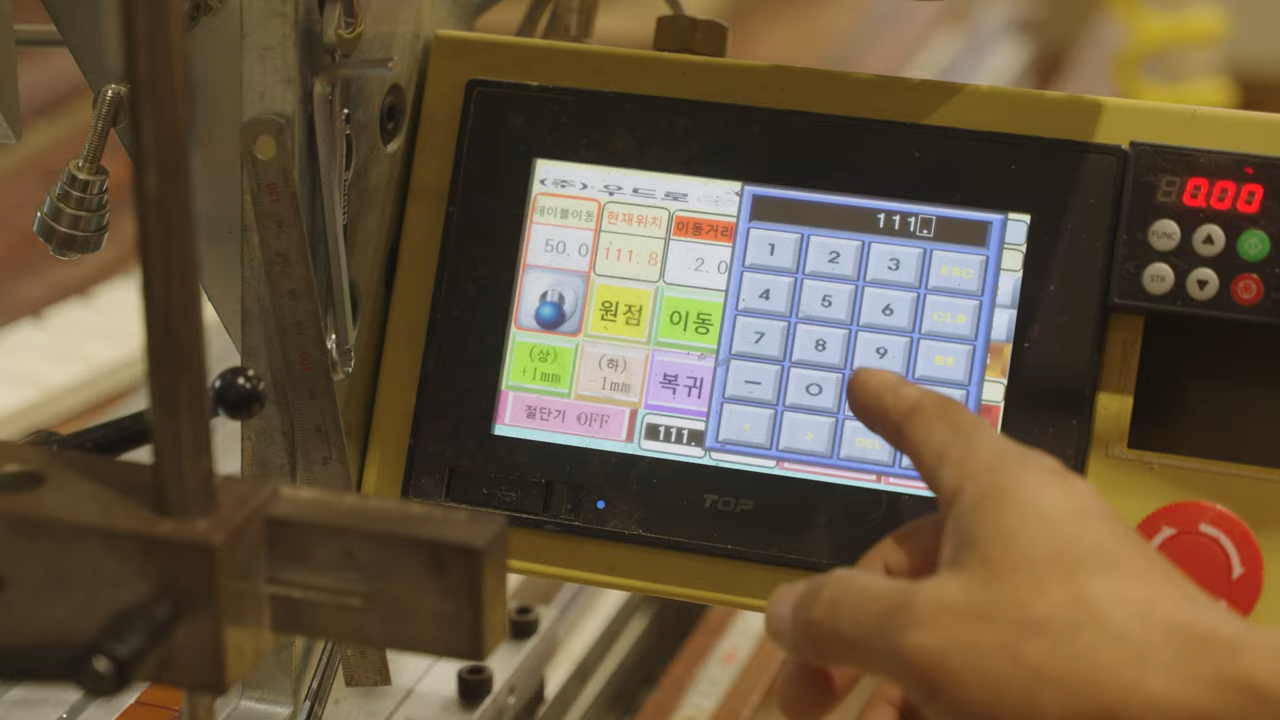 (주)우드로
테이블이동 현재위치 이동거리
50.0 111.8 2.0
원점 이동
(상) +1mm
(하) -1mm
복귀
절단기 OFF
111.
111.
1 2 3 ESC
4 5 6 CLR
7 8 9 BS
- 0
< > DEL
TOP
0.00
FUNC
STR